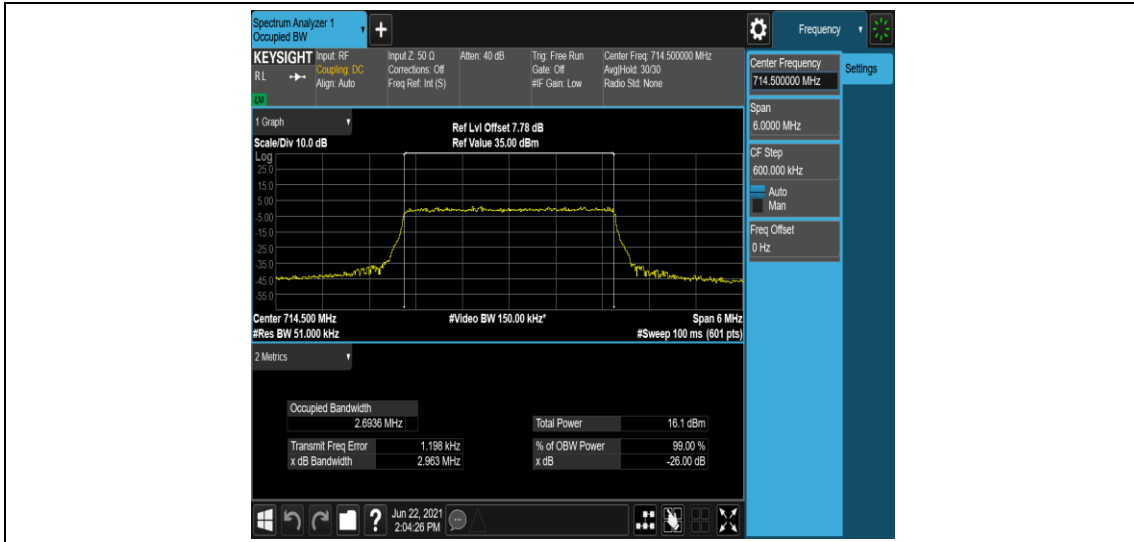 Spectrum Analyzer 1
Occupied BW
+
Frequency
KEYSIGHT
RL
Input: RF
Coupling: DC
Align: Auto
Input Z: 50 Ω
Corrections: Off
Freq Ref: Int (S)
Atten: 40 dB
Trig: Free Run
Gate: Off
#IF Gain: Low
Center Freq: 714.500000 MHz
Avg|Hold: 30/30
Radio Std: None
Center Frequency
714.500000 MHz
Settings
Span
6.0000 MHz
CF Step
600.000 kHz
Auto
Man
Freq Offset
0 Hz
1 Graph
Ref Lvl Offset 7.78 dB
Scale/Div 10.0 dB
Ref Value 35.00 dBm
Log
25.0
15.0
5.00
-5.00
-15.0
-25.0
-35.0
-45.0
-55.0
Center 714.500 MHz
#Video BW 150.00 kHz*
Span 6 MHz
#Res BW 51.000 kHz
#Sweep 100 ms (601 pts)
2 Metrics
Occupied Bandwidth
2.6936 MHz
Total Power 16.1 dBm
Transmit Freq Error 1.198 kHz
% of OBW Power 99.00 %
x dB Bandwidth 2.963 MHz
x dB -26.00 dB
?
Jun 22, 2021
2:04:26 PM